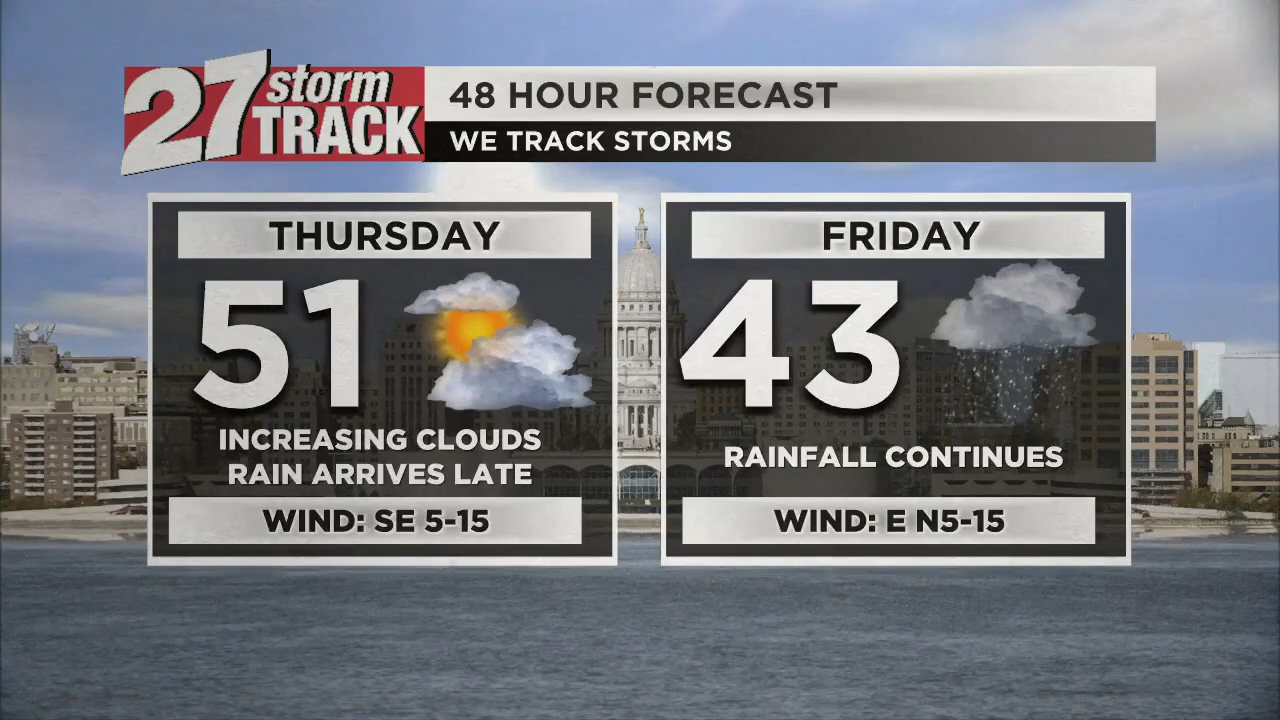 27 storm TRACK
48 HOUR FORECAST
WE TRACK STORMS
THURSDAY
51
INCREASING CLOUDS
RAIN ARRIVES LATE
WIND: SE 5-15
FRIDAY
43
RAINFALL CONTINUES
WIND: E N5-15